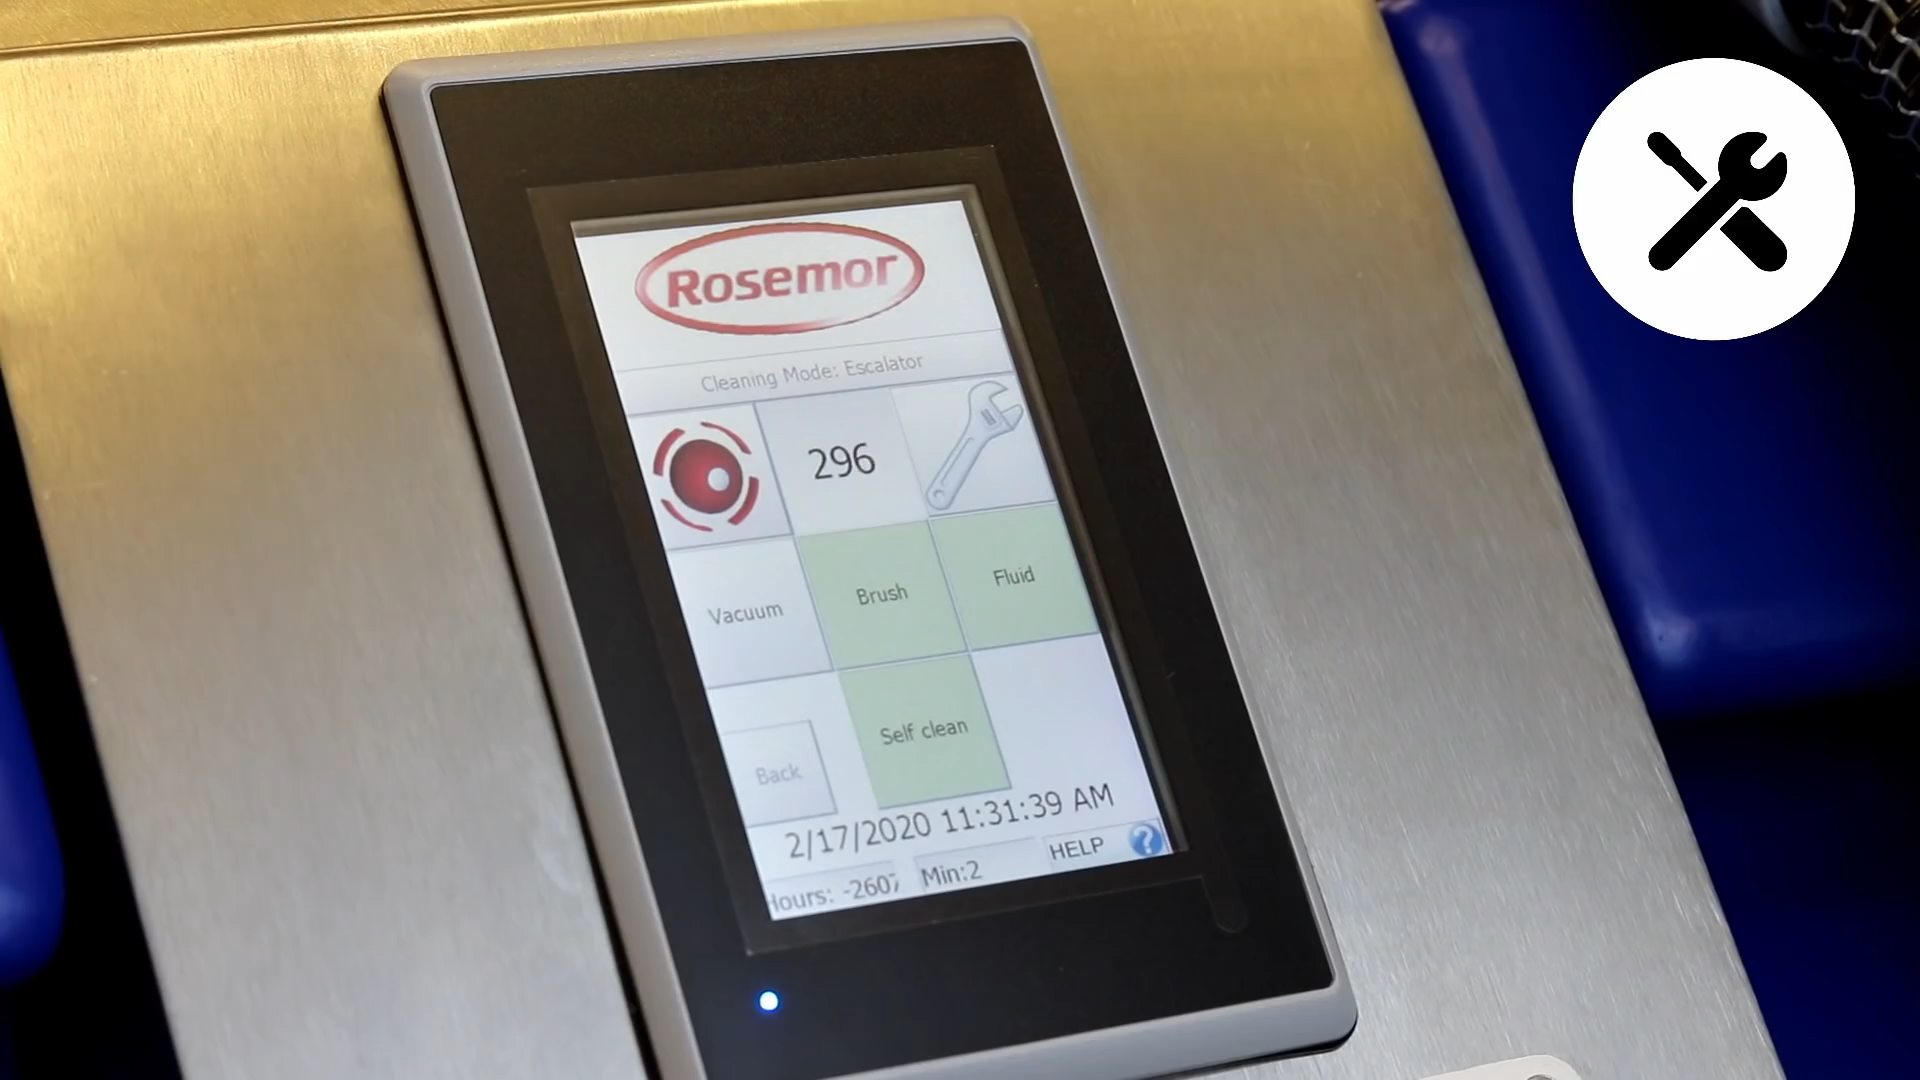 Rosemor
Cleaning Mode: Escalator
296
Vacuum
Brush
Fluid
Self clean
Back
2/17/2020 11:31:39 AM
Hours: -2607
Min:2
HELP